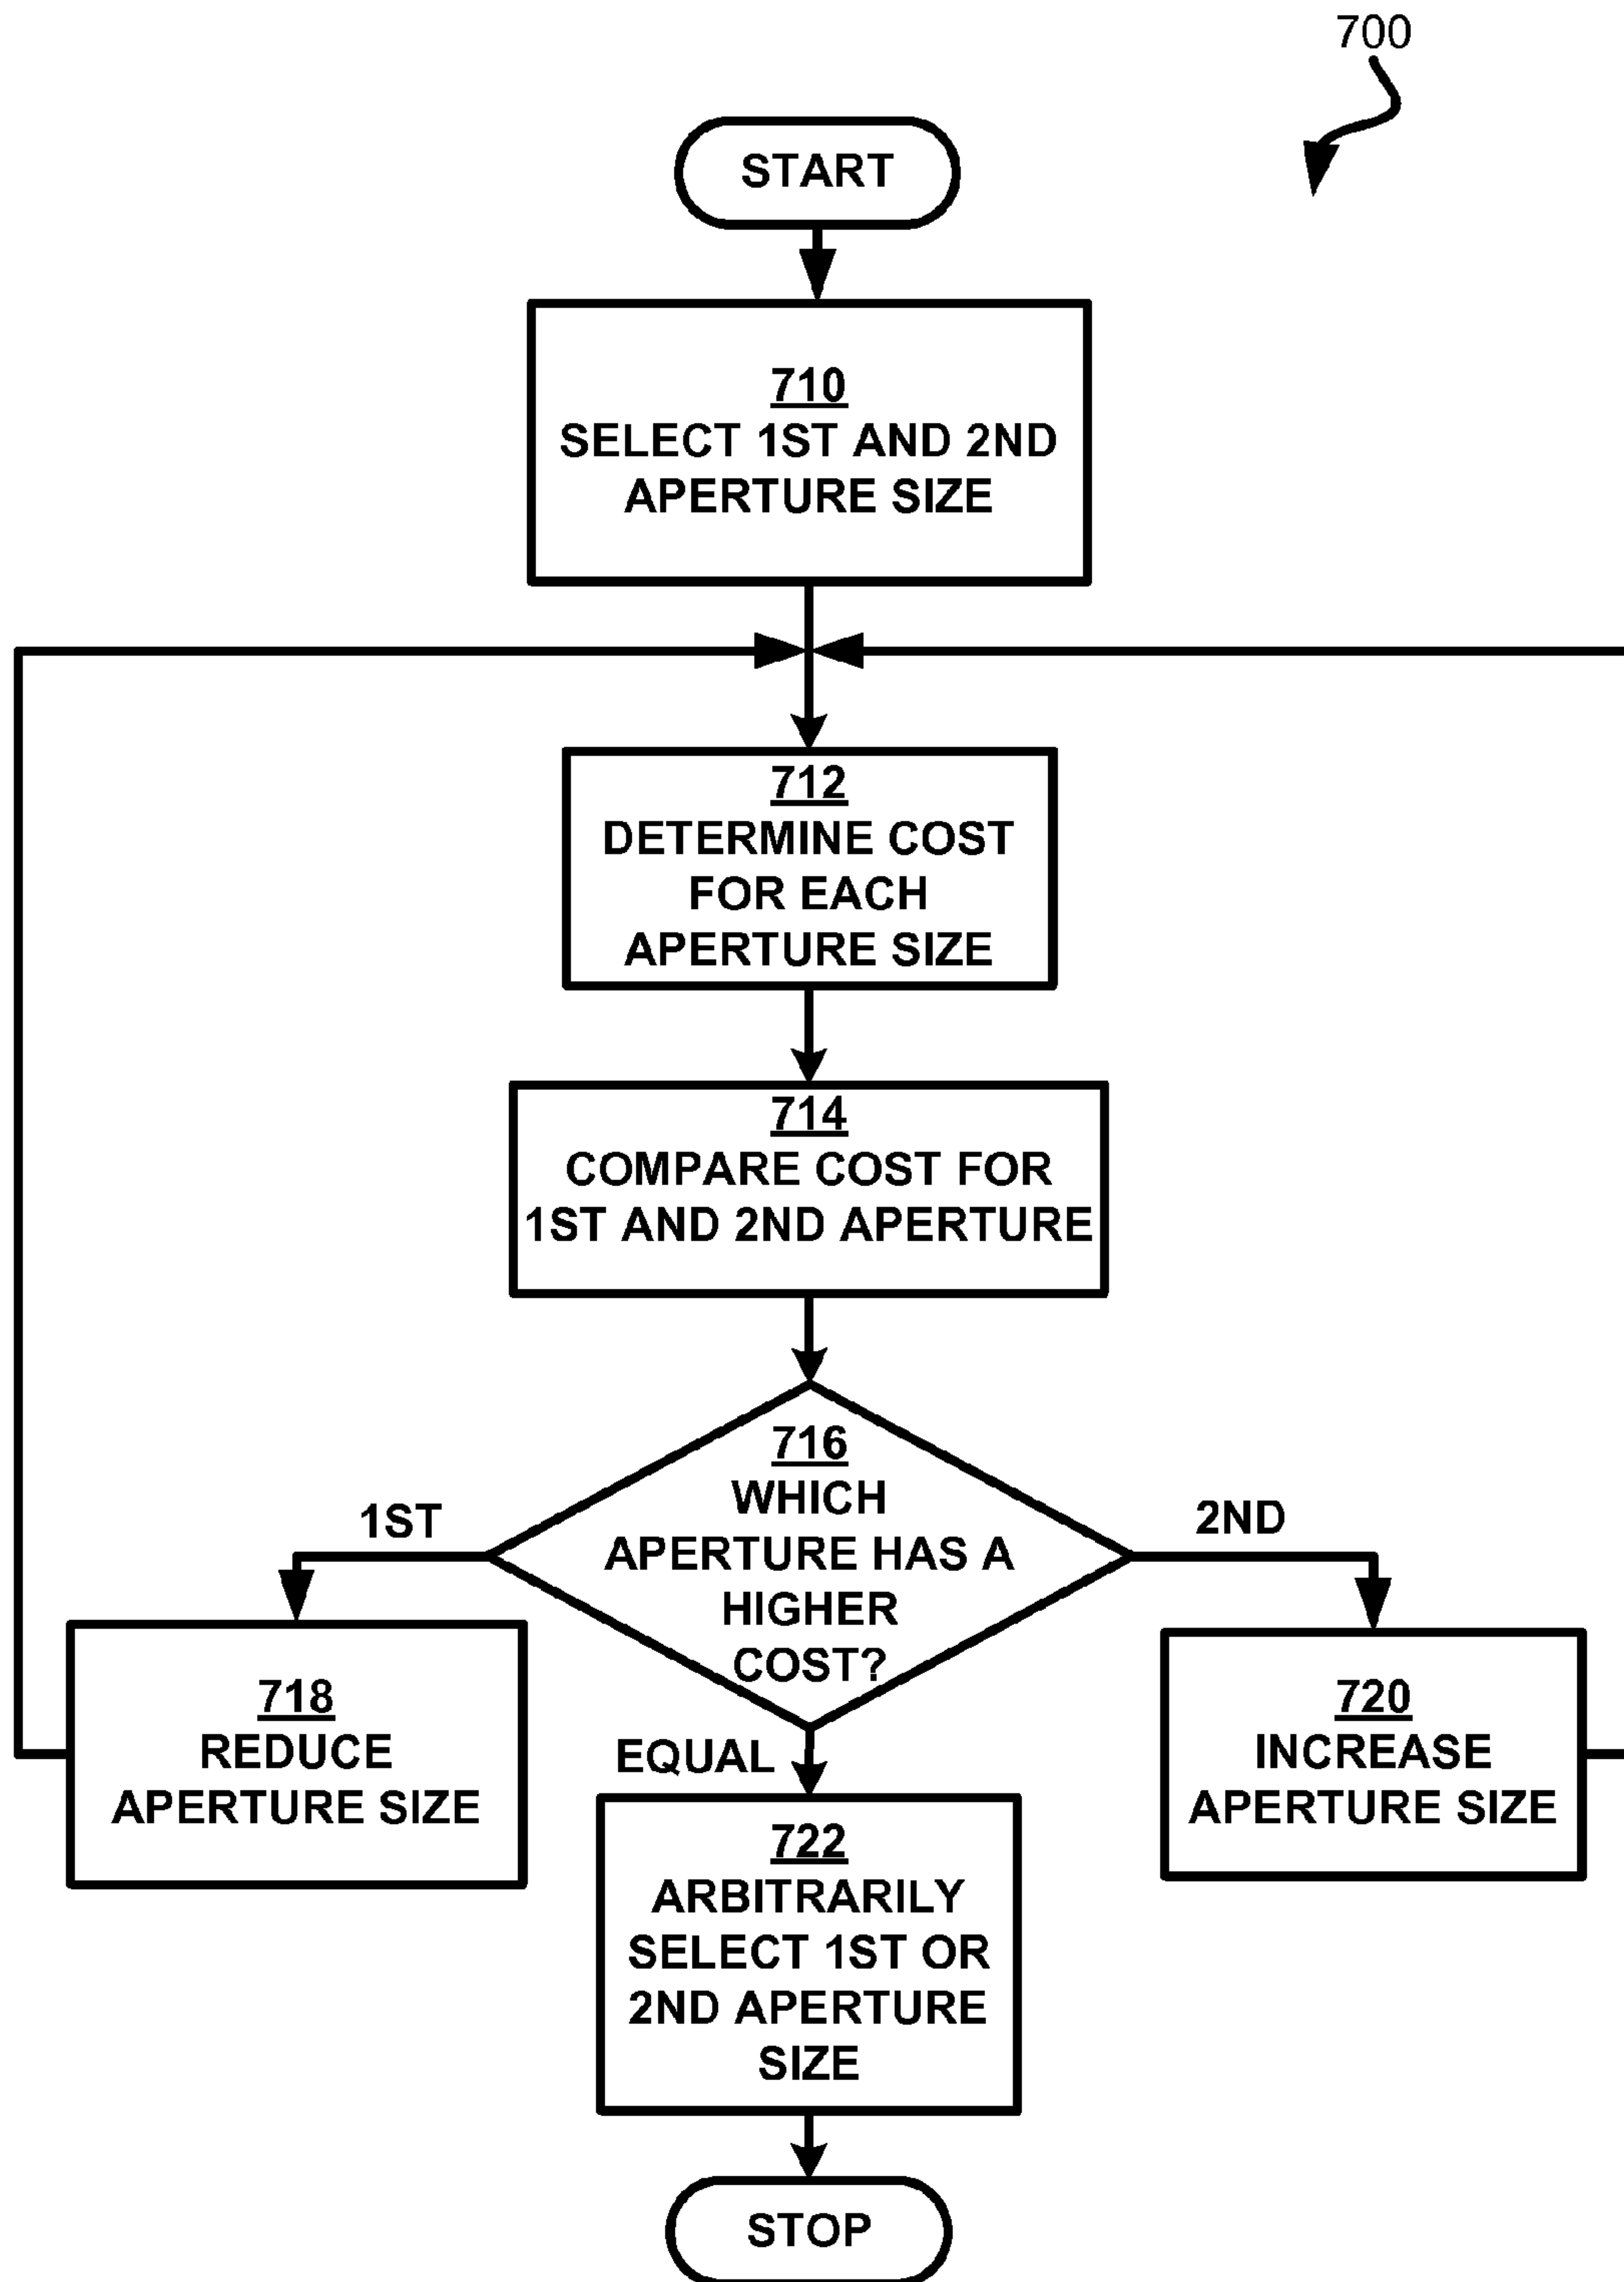 700
START
710
SELECT 1ST AND 2ND
APERTURE SIZE
712
DETERMINE COST
FOR EACH
APERTURE SIZE
714
COMPARE COST FOR
1ST AND 2ND APERTURE
716
WHICH
APERTURE HAS A
HIGHER
COST?
1ST
2ND
718
REDUCE
APERTURE SIZE
720
INCREASE
APERTURE SIZE
EQUAL
722
ARBITRARILY
SELECT 1ST OR
2ND APERTURE
SIZE
STOP